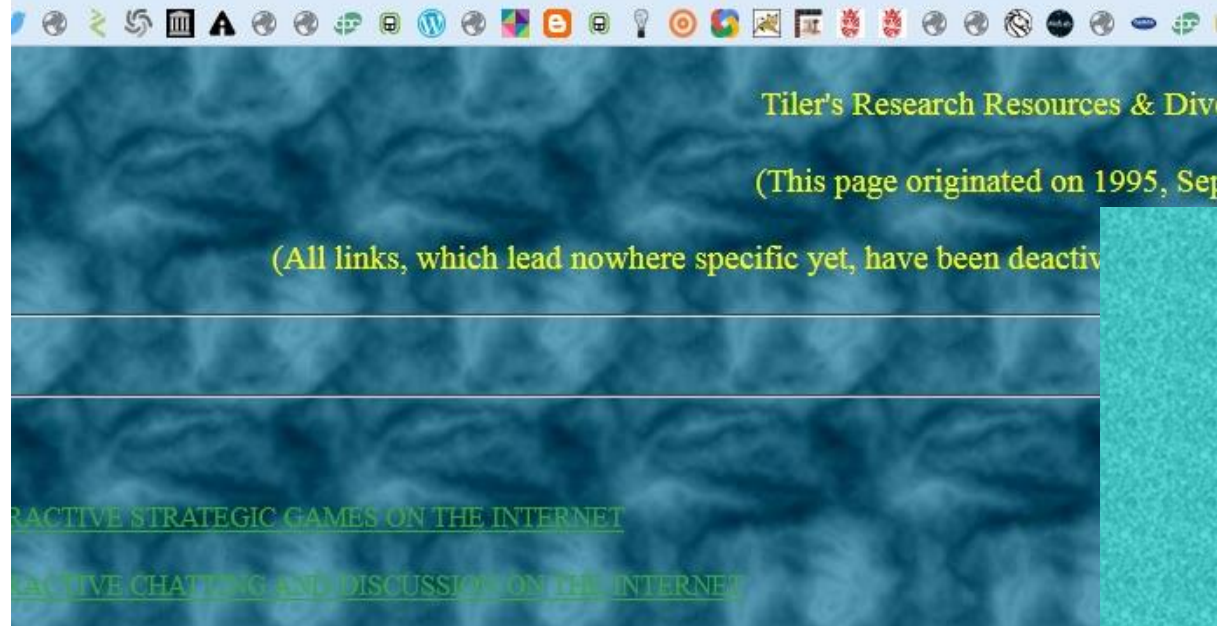 Tiler's Research Resources & Dive
(This page originated on 1995, Sep
(All links, which lead nowhere specific yet, have been deactiv
RACTIVE STRATEGIC GAMES ON THE INTERNET
RACTIVE CHATTING AND DISCUSSION ON THE INTERNET